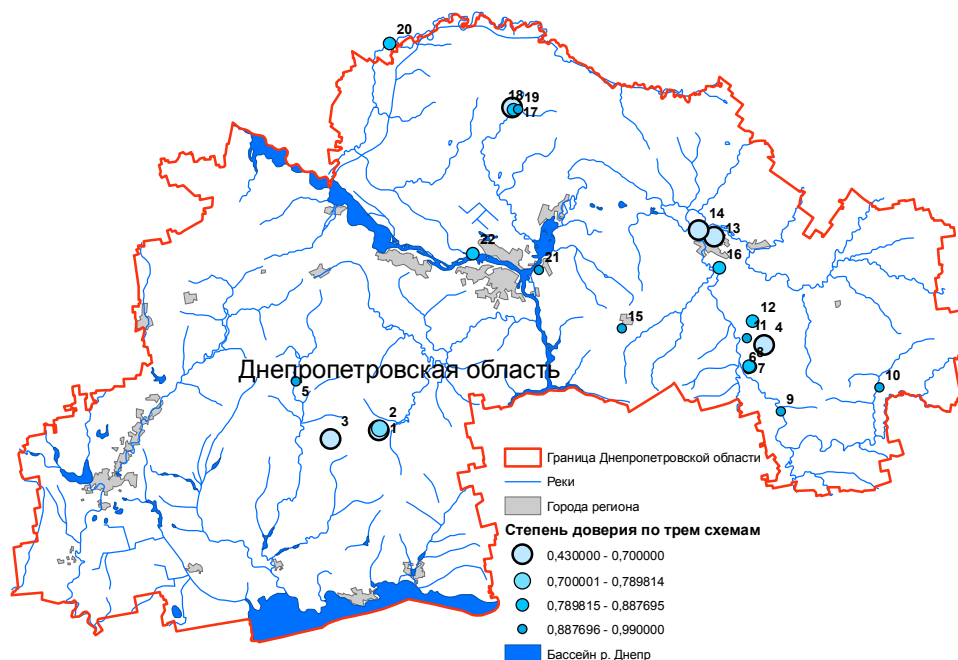 20
18
19
17
14
13
22
21
16
12
15
11
4
6
8
7
Днепропетровская область
10
5
9
2
3
1
Граница Днепропетровской области
Реки
Города региона
Степень доверия по трем схемам
0,430000 - 0,700000
0,700001 - 0,789814
0,789815 - 0,887695
0,887696 - 0,990000
Бассейн р. Днепр